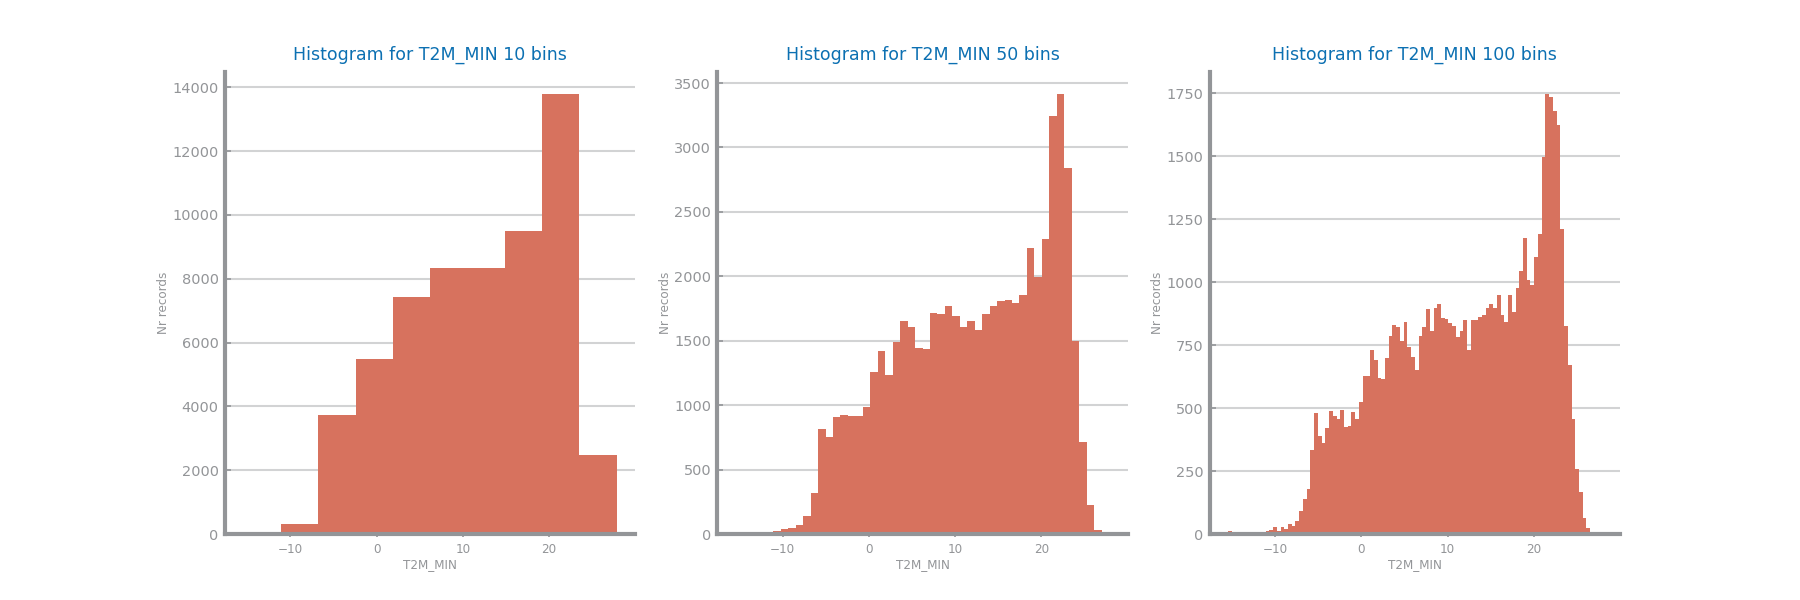 Histogram for T2M_MIN 10 bins
14000
12000
10000
8000
6000
4000
2000
0
Nr records
−10 0 10 20
T2M_MIN
Histogram for T2M_MIN 50 bins
3500
3000
2500
2000
1500
1000
500
0
Nr records
−10 0 10 20
T2M_MIN
Histogram for T2M_MIN 100 bins
1750
1500
1250
1000
750
500
250
0
Nr records
−10 0 10 20
T2M_MIN